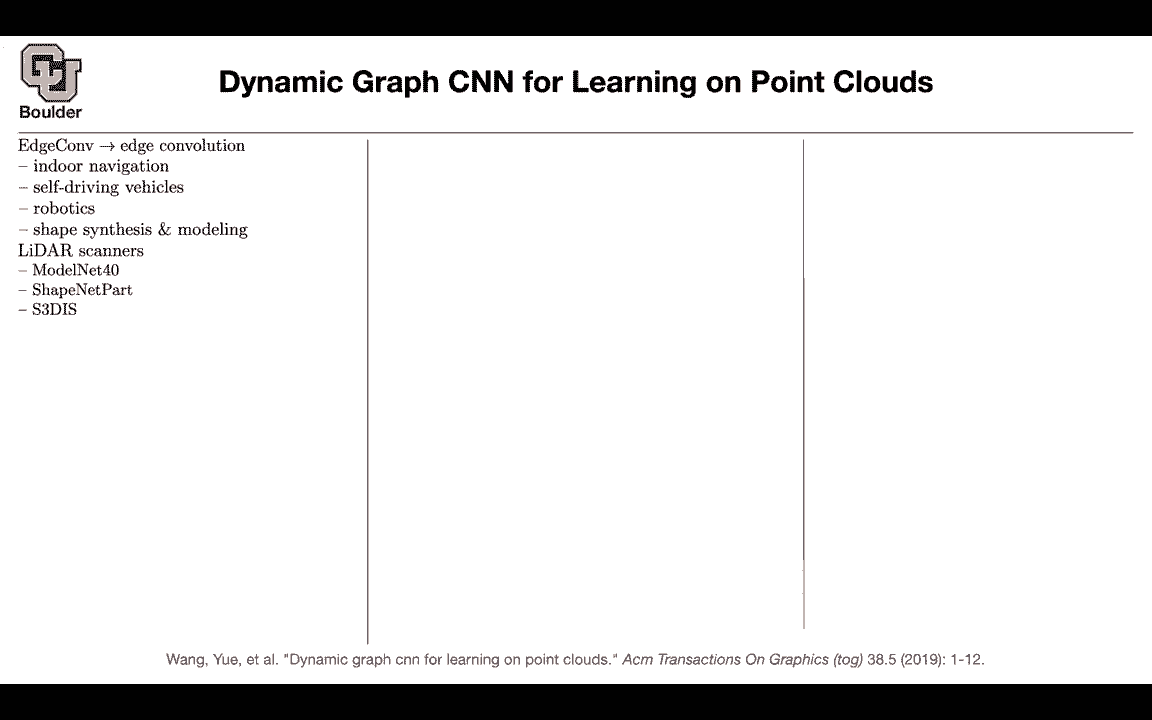 CU
Boulder
Dynamic Graph CNN for Learning on Point Clouds
EdgeConv → edge convolution
– indoor navigation
– self-driving vehicles
– robotics
– shape synthesis & modeling
LiDAR scanners
– ModelNet40
– ShapeNetPart
– S3DIS
Wang, Yue, et al. "Dynamic graph cnn for learning on point clouds." Acm Transactions On Graphics (tog) 38.5 (2019): 1-12.